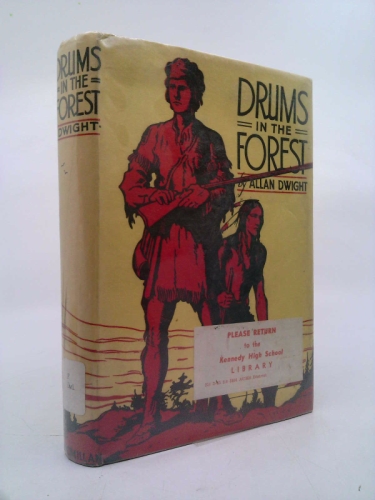 DRUMS
IN THE
FOREST
DWIGHT
DRUMS
IN THE
FOREST
by ALLAN DWIGHT
PLEASE RETURN
to the
Kennedy High School
LIBRARY